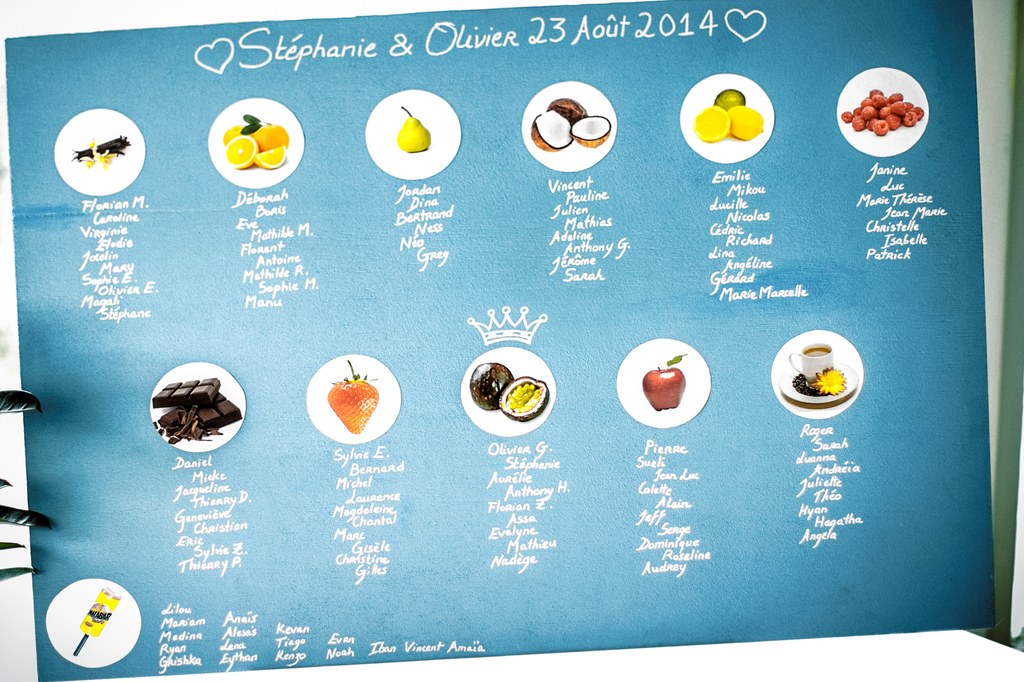 Stéphanie & Olivier 23 Août 2014
Florian M.
Caroline
Virginie
Elodie
Jocelin
Mary
Sophie E.
Olivier E.
Magali
Stéphane
Déborah
Boris
Eve
Mathilde M.
Florent
Antoine
Mathilde R.
Sophie M.
Manu
Jordan
Dina
Bertrand
Ness
Néo
Greg
Vincent
Pauline
Julien
Mathias
Adeline
Anthony G.
Jérôme
Sarah
Emilie
Mikou
Lucille
Nicolas
Cédric
Richard
Lina
Angéline
Gérard
Marie Marcelle
Janine
Luc
Marie Thérèse
Jean Marie
Christelle
Isabelle
Patrick
Daniel
Mieke
Jacqueline
Thierry D.
Geneviève
Christian
Eric
Sylvie Z.
Thierry P.
Sylvie E.
Bernard
Michel
Laurence
Magdeleine
Chantal
Marc
Gisèle
Christine
Gilles
Olivier G.
Stéphanie
Aurélie
Anthony H.
Florian Z.
Assa
Evelyne
Mathieu
Nadège
Pierre
Sueli
Jean Luc
Colette
Alain
Jeff
Serge
Dominique
Roseline
Audrey
Roger
Sarah
Luanna
Andréia
Juliette
Théo
Hyan
Hagatha
Angela
MALABAR
Lilou
Mariam Anaïs
Medina Alexis Kevan
Ryan Lena Tiago Evan
Grishka Eythan Kenzo Noah Iban Vincent Amaïa